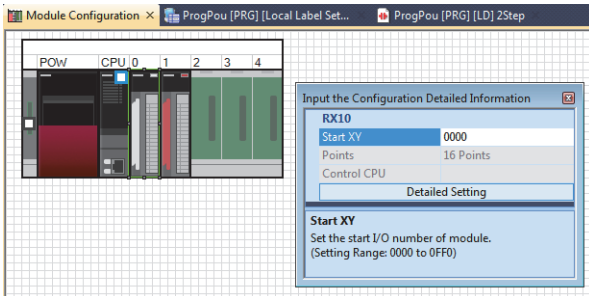 Module Configuration × ProgPou [PRG] [Local Label Set... ProgPou [PRG] [LD] 2Step
POW CPU 0 1 2 3 4
Input the Configuration Detailed Information
RX10
Start XY 0000
Points 16 Points
Control CPU
Detailed Setting
Start XY
Set the start I/O number of module.
(Setting Range: 0000 to 0FF0)